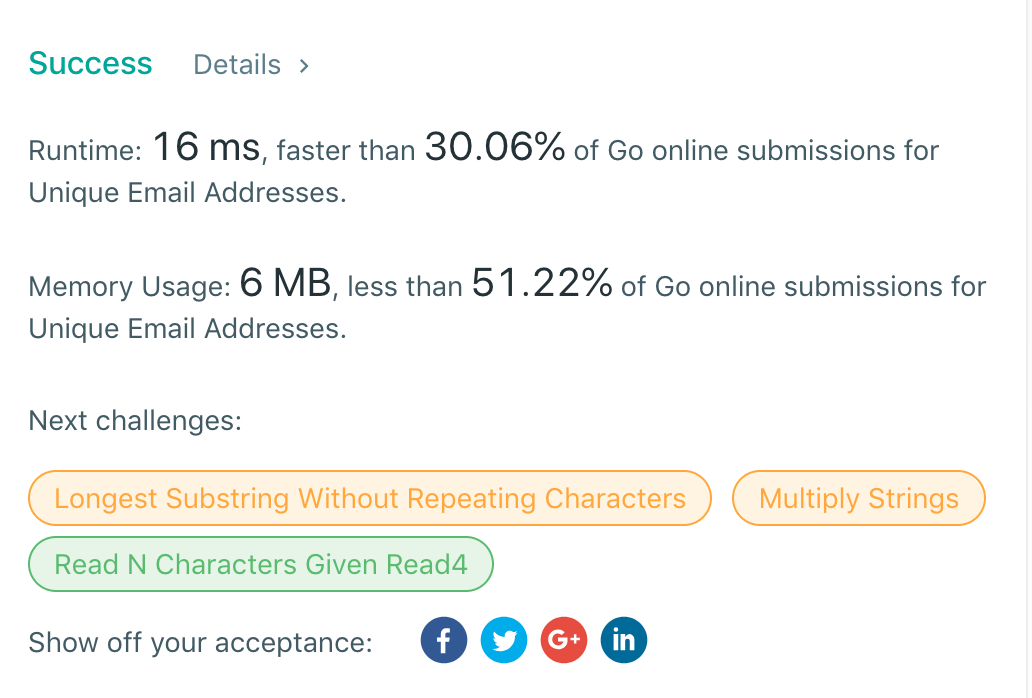 Success Details >
Runtime: 16 ms, faster than 30.06% of Go online submissions for
Unique Email Addresses.
Memory Usage: 6 MB, less than 51.22% of Go online submissions for
Unique Email Addresses.
Next challenges:
Longest Substring Without Repeating Characters Multiply Strings
Read N Characters Given Read4
Show off your acceptance: f G+ in